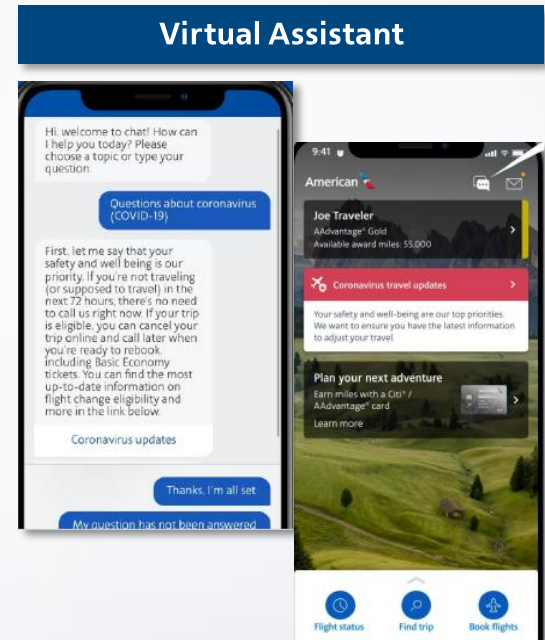 Virtual Assistant
Hi, welcome to chat! How can
I help you today? Please
choose a topic or type your
question.
Questions about coronavirus
(COVID-19)
First, let me say that your
safety and well being is our
priority. If you're not traveling
(or supposed to travel) in the
next 72 hours, there's no need
to call us right now. If your trip
is eligible, you can cancel your
trip online and call later when
you're ready to rebook,
including Basic Economy
tickets. You can find the most
up-to-date information on
flight change eligibility and
more in the link below.
Coronavirus updates
Thanks, I'm all set
My question has not been answered
9:41
American
Joe Traveler
AAdvantage® Gold
Available award miles: 55,000
Coronavirus travel updates
Your safety and well-being are our top priorities.
We want to ensure you have the latest information
to adjust your travel.
Plan your next adventure
Earn miles with a Citi® /
AAdvantage® card
Learn more
Flight status
Find trip
Book flights